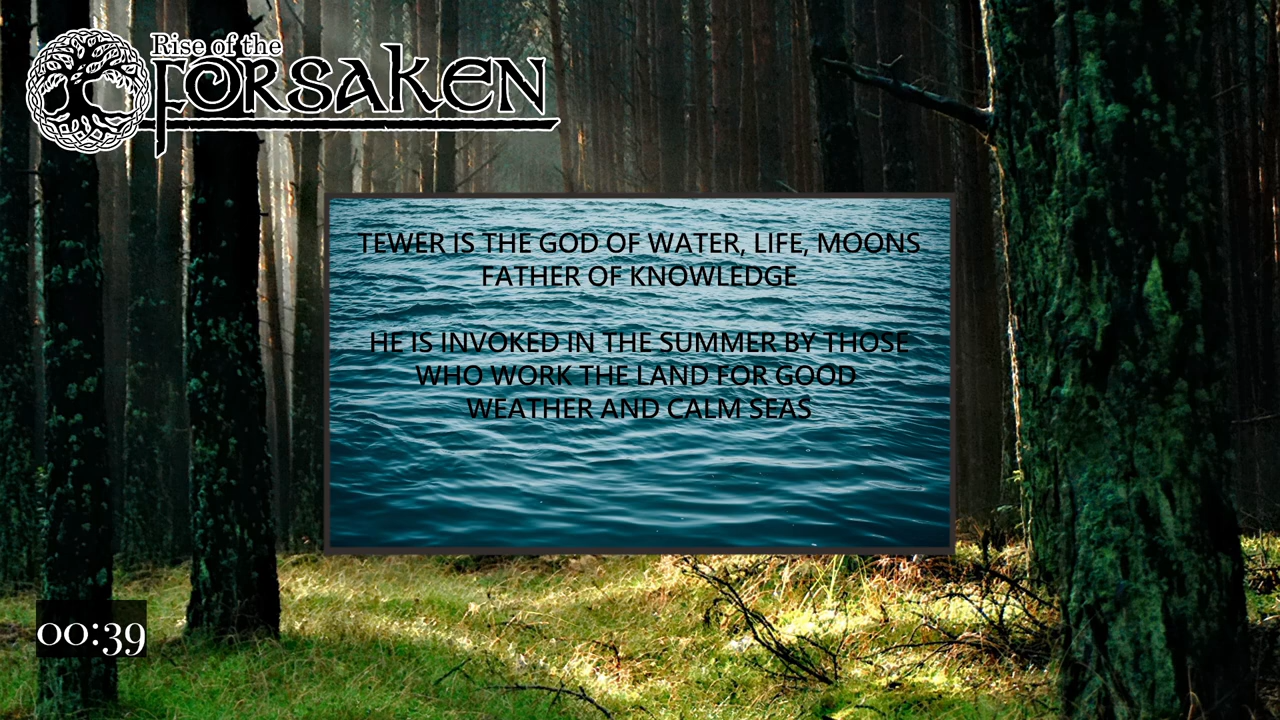 Rise of the
FORSAKEN
TEWER IS THE GOD OF WATER, LIFE, MOONS
FATHER OF KNOWLEDGE
HE IS INVOKED IN THE SUMMER BY THOSE
WHO WORK THE LAND FOR GOOD
WEATHER AND CALM SEAS
00:39